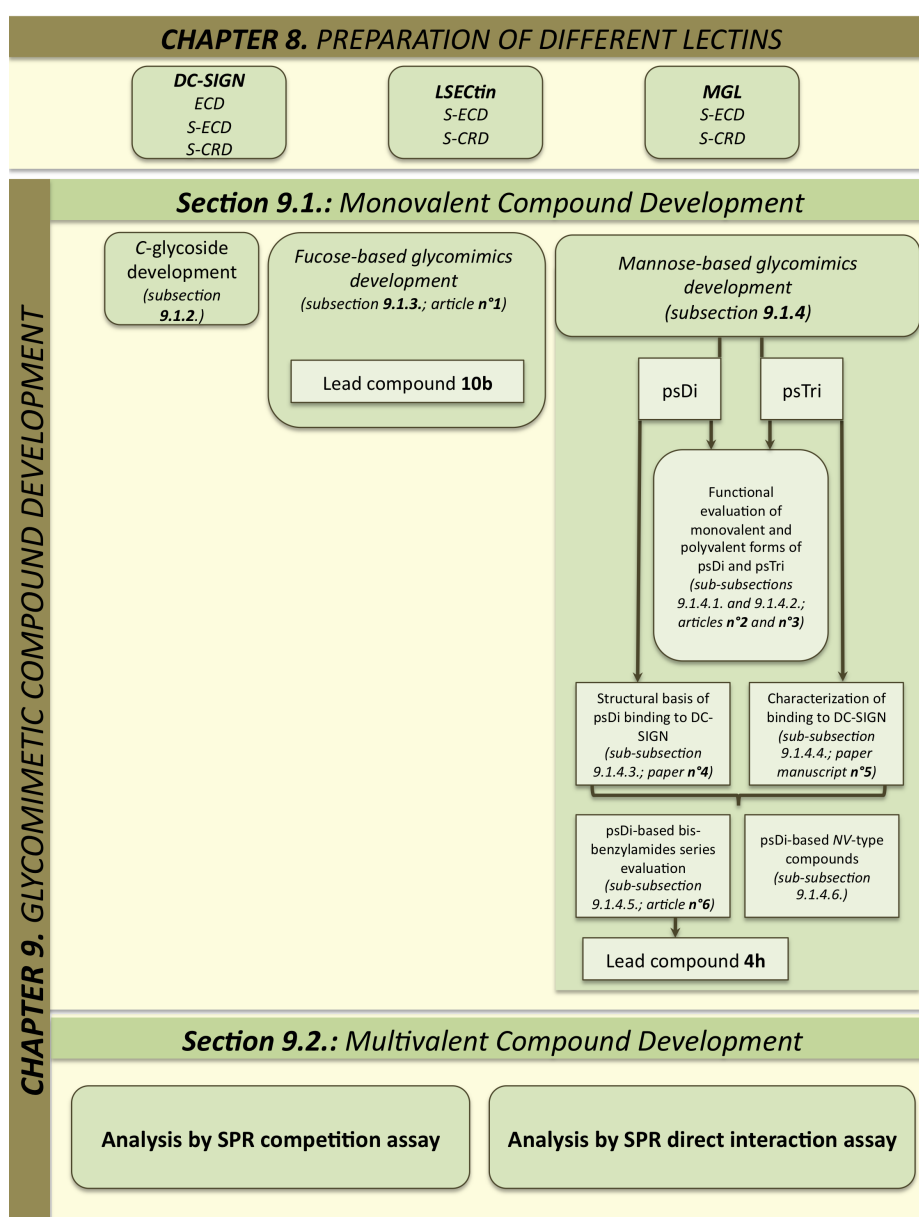 CHAPTER 8. PREPARATION OF DIFFERENT LECTINS
DC-SIGN
ECD
S-ECD
S-CRD
LSECtin
S-ECD
S-CRD
MGL
S-ECD
S-CRD
CHAPTER 9. GLYCOMIMETIC COMPOUND DEVELOPMENT
Section 9.1.: Monovalent Compound Development
C-glycoside
development
(subsection
9.1.2.)
Fucose-based glycomimics
development
(subsection 9.1.3.; article n°1)
Lead compound 10b
Mannose-based glycomimics
development
(subsection 9.1.4)
psDi
psTri
Functional
evaluation of
monovalent and
polyvalent forms of
psDi and psTri
(sub-subsections
9.1.4.1. and 9.1.4.2.;
articles n°2 and n°3)
Structural basis of
psDi binding to DC-
SIGN
(sub-subsection
9.1.4.3.; paper n°4)
Characterization of
binding to DC-SIGN
(sub-subsection
9.1.4.4.; paper
manuscript n°5)
psDi-based bis-
benzylamides series
evaluation
(sub-subsection
9.1.4.5.; article n°6)
psDi-based NV-type
compounds
(sub-subsection
9.1.4.6.)
Lead compound 4h
Section 9.2.: Multivalent Compound Development
Analysis by SPR competition assay
Analysis by SPR direct interaction assay